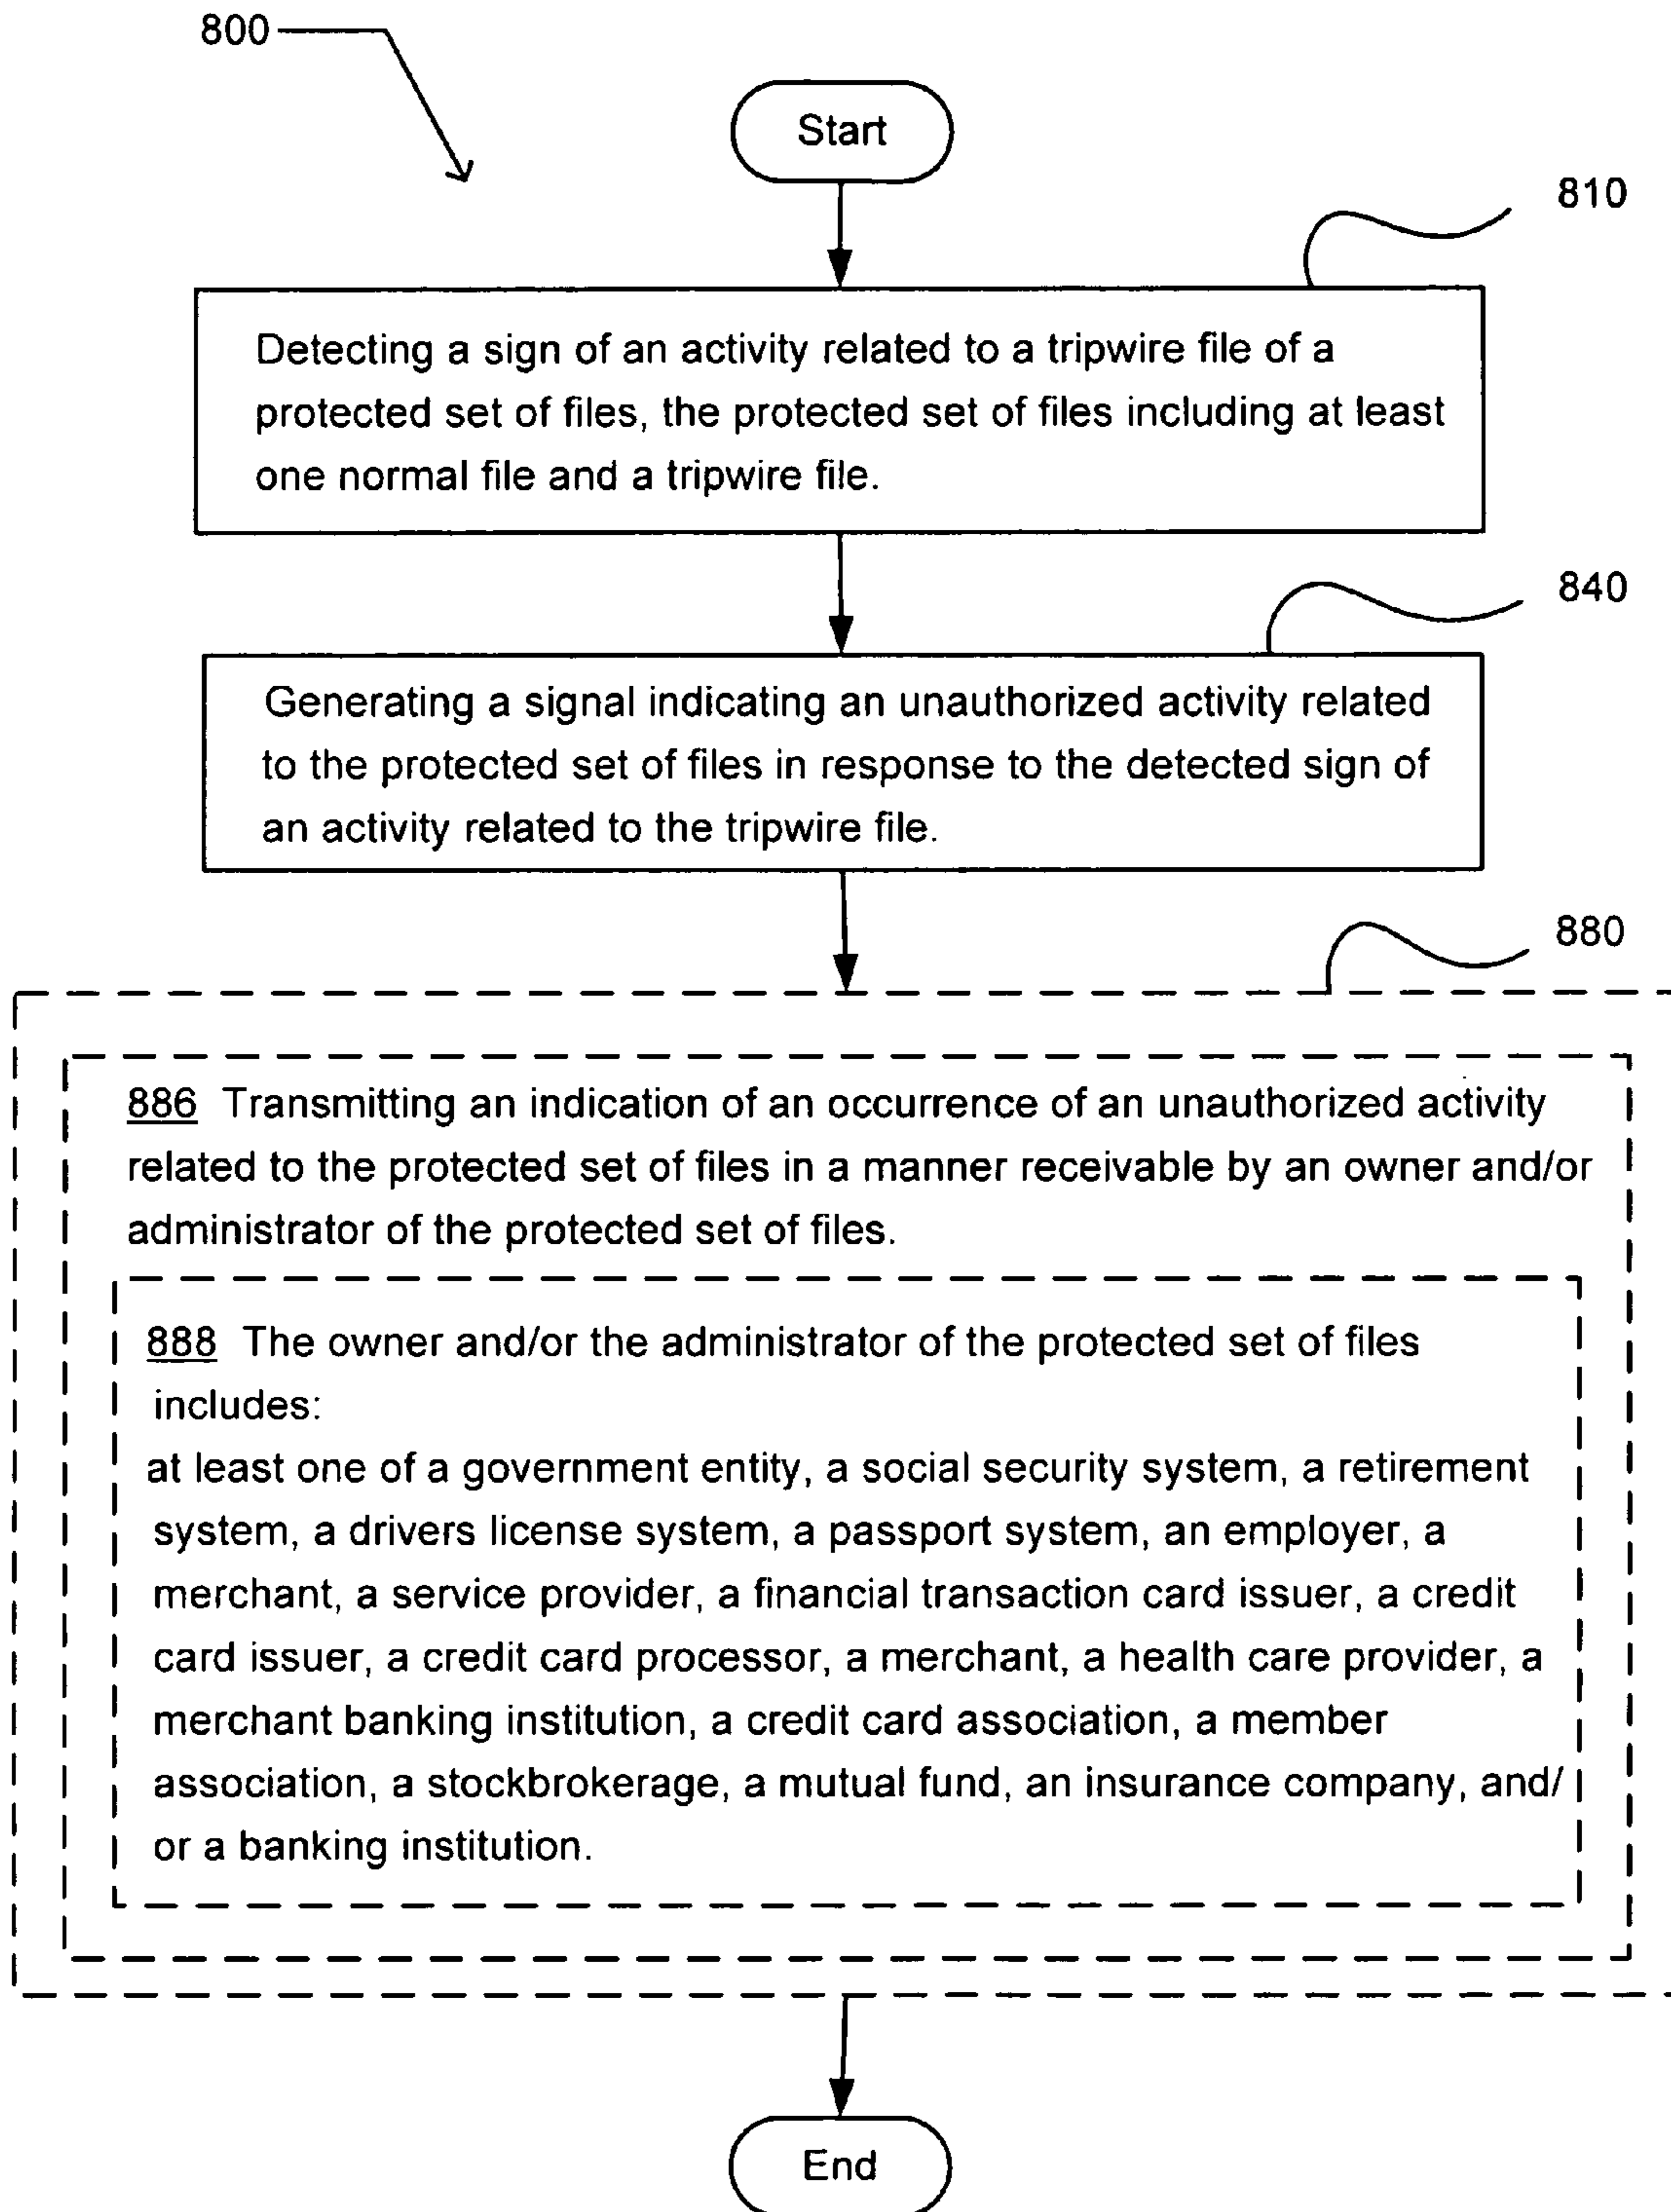 800
Start
810
Detecting a sign of an activity related to a tripwire file of a
protected set of files, the protected set of files including at least
one normal file and a tripwire file.
840
Generating a signal indicating an unauthorized activity related
to the protected set of files in response to the detected sign of
an activity related to the tripwire file.
880
886 Transmitting an indication of an occurrence of an unauthorized activity
related to the protected set of files in a manner receivable by an owner and/or
administrator of the protected set of files.
888 The owner and/or the administrator of the protected set of files
includes:
at least one of a government entity, a social security system, a retirement
system, a drivers license system, a passport system, an employer, a
merchant, a service provider, a financial transaction card issuer, a credit
card issuer, a credit card processor, a merchant, a health care provider, a
merchant banking institution, a credit card association, a member
association, a stockbrokerage, a mutual fund, an insurance company, and/
or a banking institution.
End